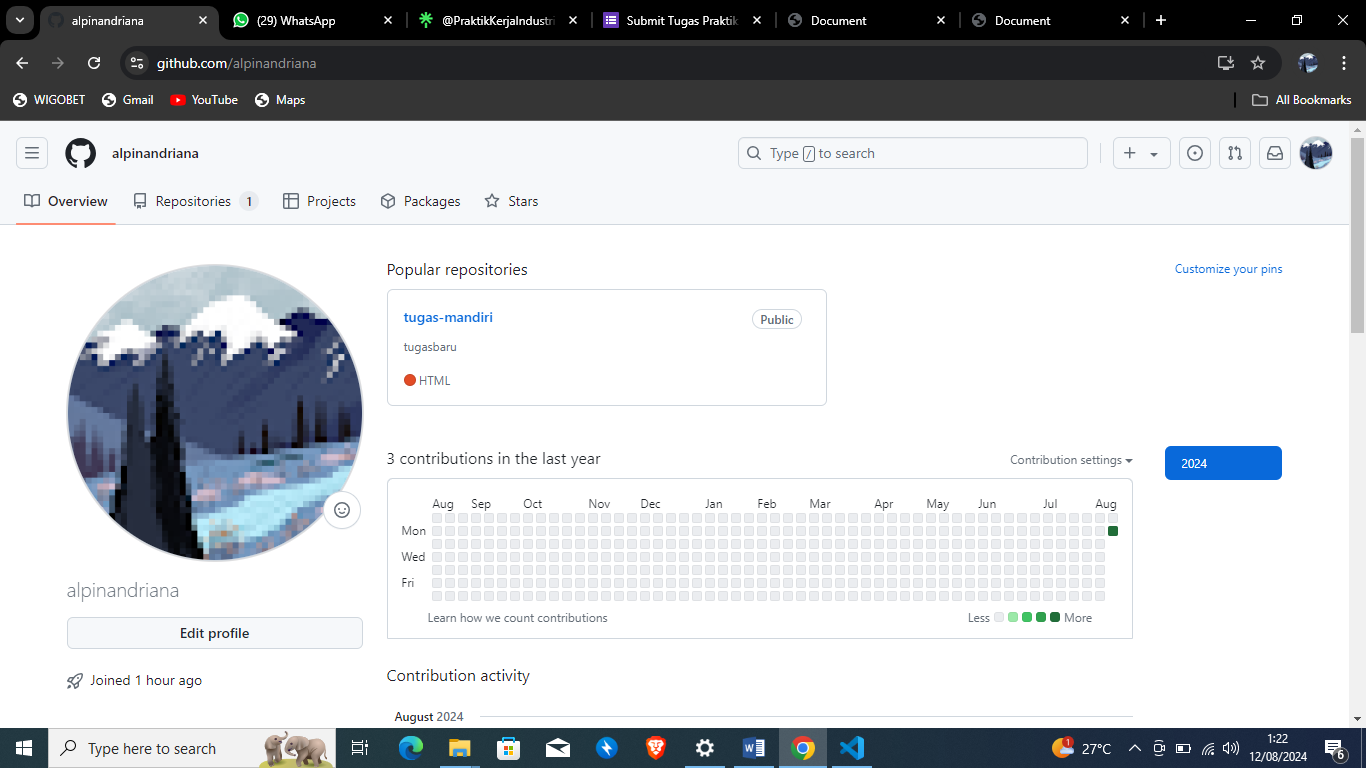 alpinandriana
(29) WhatsApp
@PraktikKerjaIndustri
Submit Tugas Praktik
Document
Document
github.com/alpinandriana
WIGOBET
Gmail
YouTube
Maps
All Bookmarks
alpinandriana
Type / to search
Overview
Repositories 1
Projects
Packages
Stars
Popular repositories
Customize your pins
tugas-mandiri
Public
tugasbaru
HTML
3 contributions in the last year
Contribution settings
2024
Aug Sep Oct Nov Dec Jan Feb Mar Apr May Jun Jul Aug
Mon
Wed
Fri
Learn how we count contributions
Less More
alpinandriana
Edit profile
Joined 1 hour ago
Contribution activity
August 2024
Type here to search
1
27°C
1:22
12/08/2024
6